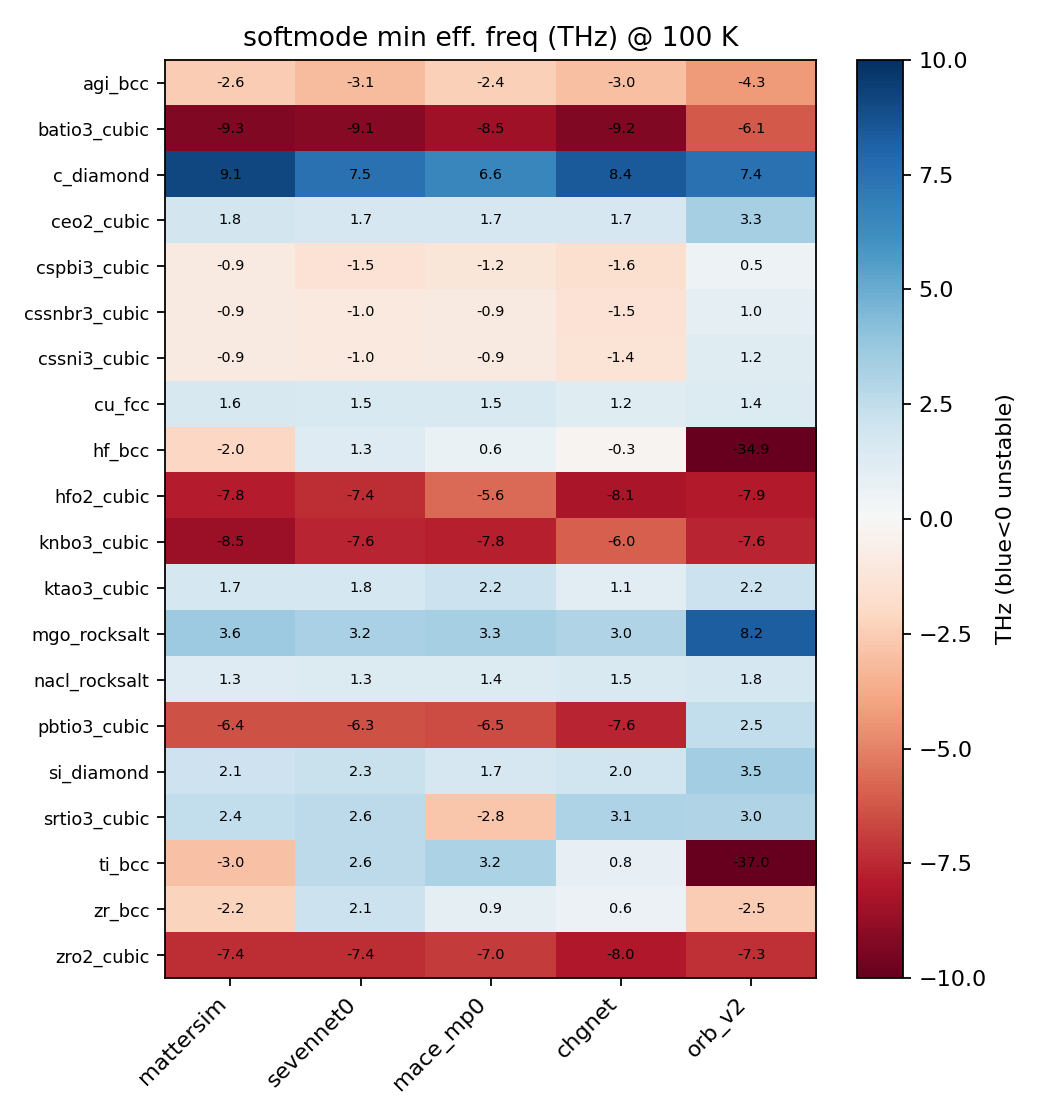 softmode min eff. freq (THz) @ 100 K
agi_bcc -2.6 -3.1 -2.4 -3.0 -4.3
batio3_cubic -9.3 -9.1 -8.5 -9.2 -6.1
c_diamond 9.1 7.5 6.6 8.4 7.4
ceo2_cubic 1.8 1.7 1.7 1.7 3.3
cspbi3_cubic -0.9 -1.5 -1.2 -1.6 0.5
cssnbr3_cubic -0.9 -1.0 -0.9 -1.5 1.0
cssni3_cubic -0.9 -1.0 -0.9 -1.4 1.2
cu_fcc 1.6 1.5 1.5 1.2 1.4
hf_bcc -2.0 1.3 0.6 -0.3 -34.9
hfo2_cubic -7.8 -7.4 -5.6 -8.1 -7.9
knbo3_cubic -8.5 -7.6 -7.8 -6.0 -7.6
ktao3_cubic 1.7 1.8 2.2 1.1 2.2
mgo_rocksalt 3.6 3.2 3.3 3.0 8.2
nacl_rocksalt 1.3 1.3 1.4 1.5 1.8
pbtio3_cubic -6.4 -6.3 -6.5 -7.6 2.5
si_diamond 2.1 2.3 1.7 2.0 3.5
srtio3_cubic 2.4 2.6 -2.8 3.1 3.0
ti_bcc -3.0 2.6 3.2 0.8 -37.0
zr_bcc -2.2 2.1 0.9 0.6 -2.5
zro2_cubic -7.4 -7.4 -7.0 -8.0 -7.3
mattersim sevennet0 mace_mp0 chgnet orb_v2
10.0
7.5
5.0
2.5
0.0
−2.5
−5.0
−7.5
−10.0
THz (blue<0 unstable)